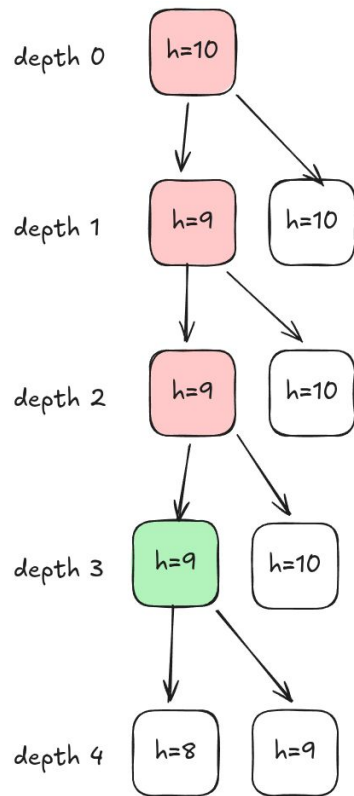 depth 0 h=10
depth 1 h=9 h=10
depth 2 h=9 h=10
depth 3 h=9 h=10
depth 4 h=8 h=9